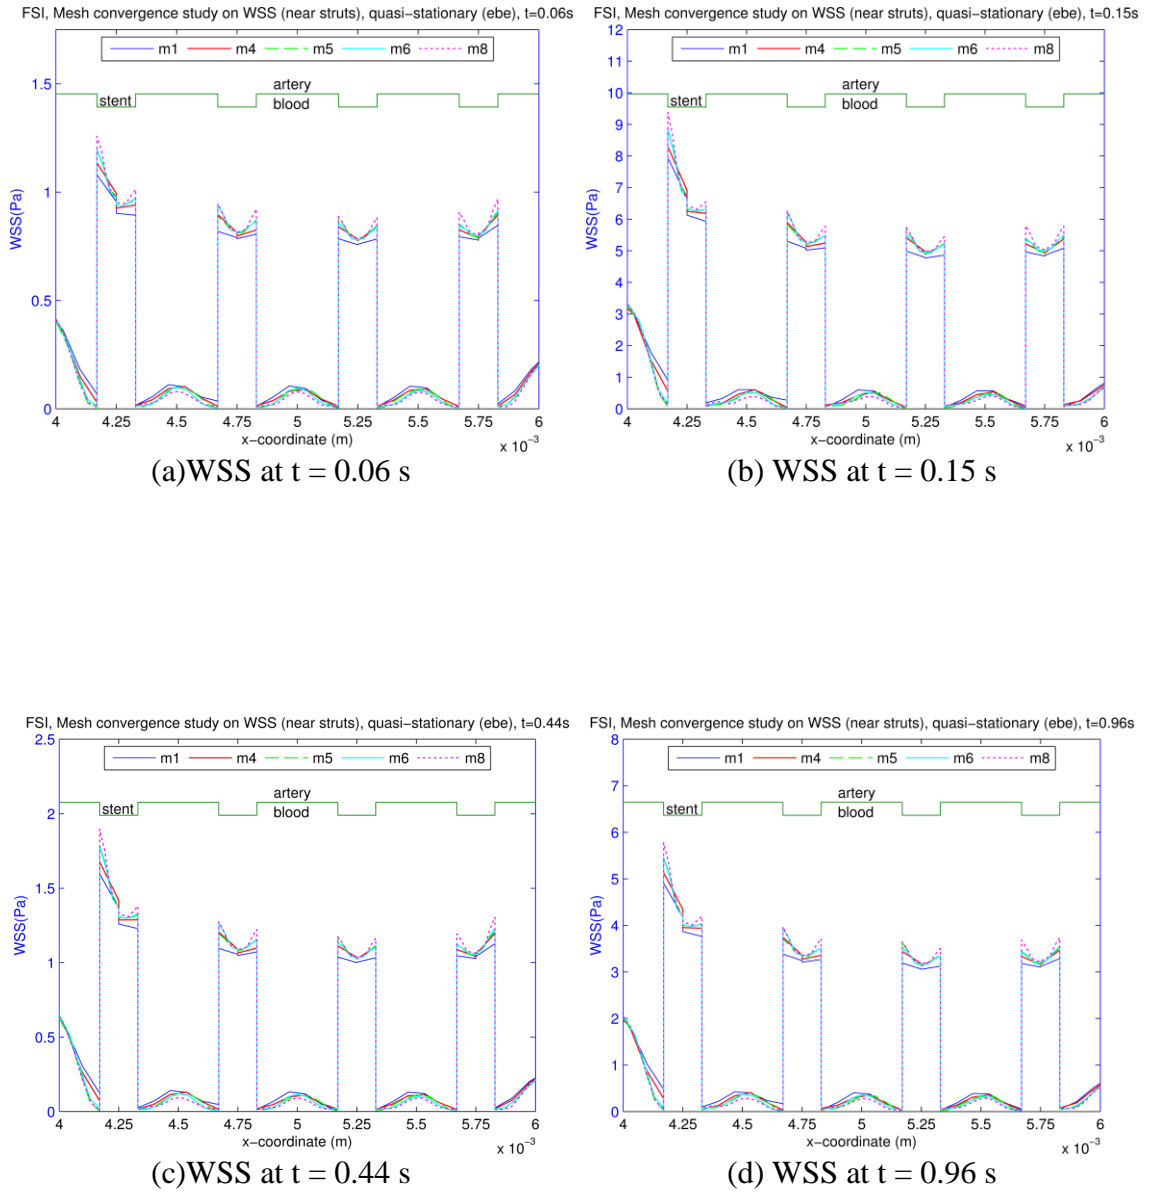 FSI, Mesh convergence study on WSS (near struts), quasi−stationary (ebe), t=0.06s
m1 m4 m5 m6 m8
artery
stent blood
WSS(Pa)
1.5
1
0.5
0
4 4.25 4.5 4.75 5 5.25 5.5 5.75 6
x−coordinate (m)
x 10⁻³
(a)WSS at t = 0.06 s
FSI, Mesh convergence study on WSS (near struts), quasi−stationary (ebe), t=0.15s
m1 m4 m5 m6 m8
artery
stent blood
WSS(Pa)
12
11
10
9
8
7
6
5
4
3
2
1
0
4 4.25 4.5 4.75 5 5.25 5.5 5.75 6
x−coordinate (m)
x 10⁻³
(b) WSS at t = 0.15 s
FSI, Mesh convergence study on WSS (near struts), quasi−stationary (ebe), t=0.44s
m1 m4 m5 m6 m8
artery
stent blood
WSS(Pa)
2.5
2
1.5
1
0.5
0
4 4.25 4.5 4.75 5 5.25 5.5 5.75 6
x−coordinate (m)
x 10⁻³
(c)WSS at t = 0.44 s
FSI, Mesh convergence study on WSS (near struts), quasi−stationary (ebe), t=0.96s
m1 m4 m5 m6 m8
artery
stent blood
WSS(Pa)
8
7
6
5
4
3
2
1
0
4 4.25 4.5 4.75 5 5.25 5.5 5.75 6
x−coordinate (m)
x 10⁻³
(d) WSS at t = 0.96 s